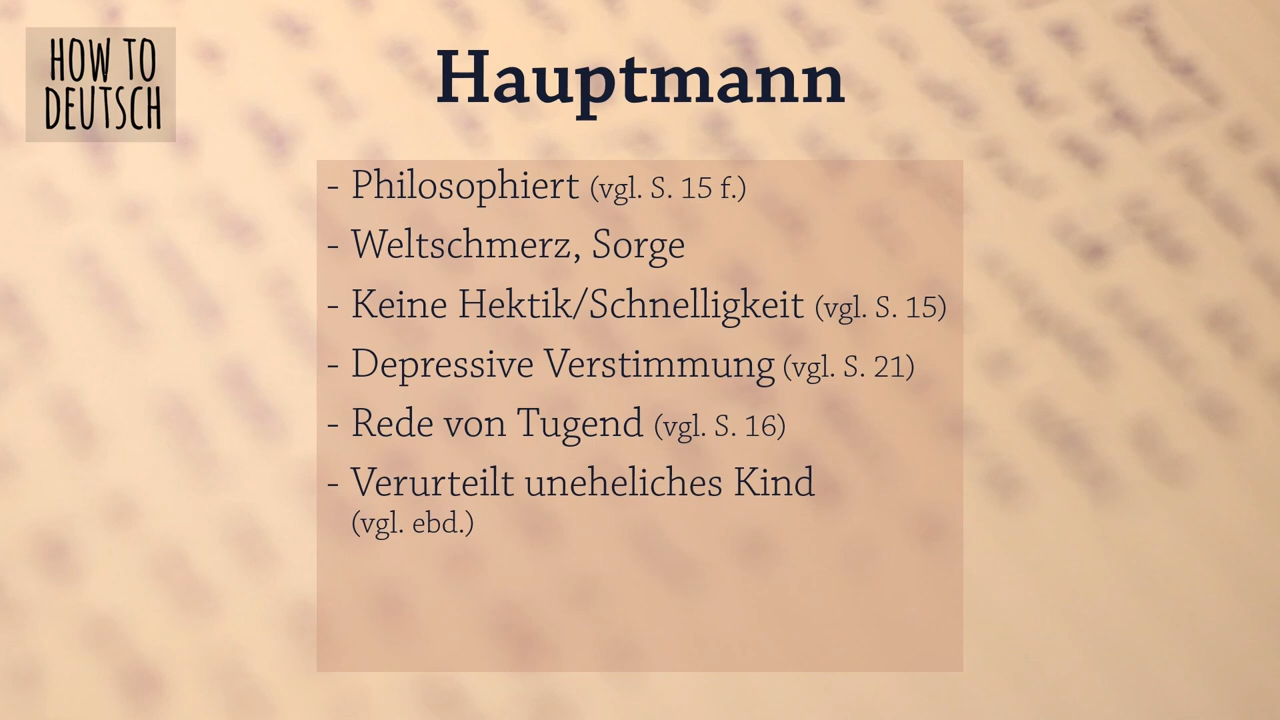 HOW TO
DEUTSCH
Hauptmann
- Philosophiert (vgl. S. 15 f.)
- Weltschmerz, Sorge
- Keine Hektik/Schnelligkeit (vgl. S. 15)
- Depressive Verstimmung (vgl. S. 21)
- Rede von Tugend (vgl. S. 16)
- Verurteilt uneheliches Kind
(vgl. ebd.)